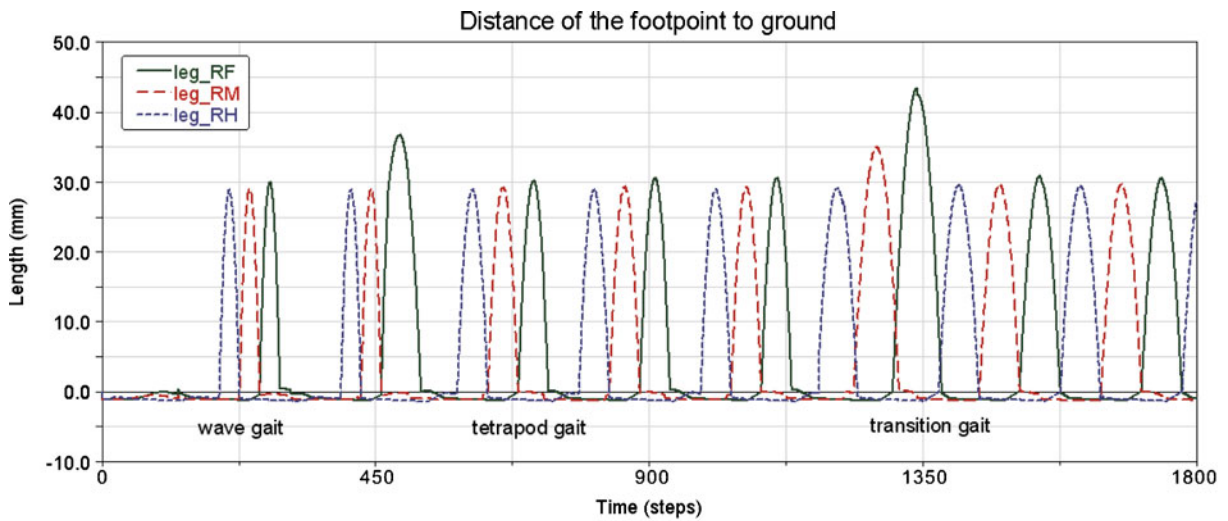 Distance of the footpoint to ground
50.0
leg_RF
leg_RM
leg_RH
40.0
30.0
20.0
10.0
0.0
-10.0
Length (mm)
wave gait
tetrapod gait
transition gait
0
450
900
1350
1800
Time (steps)